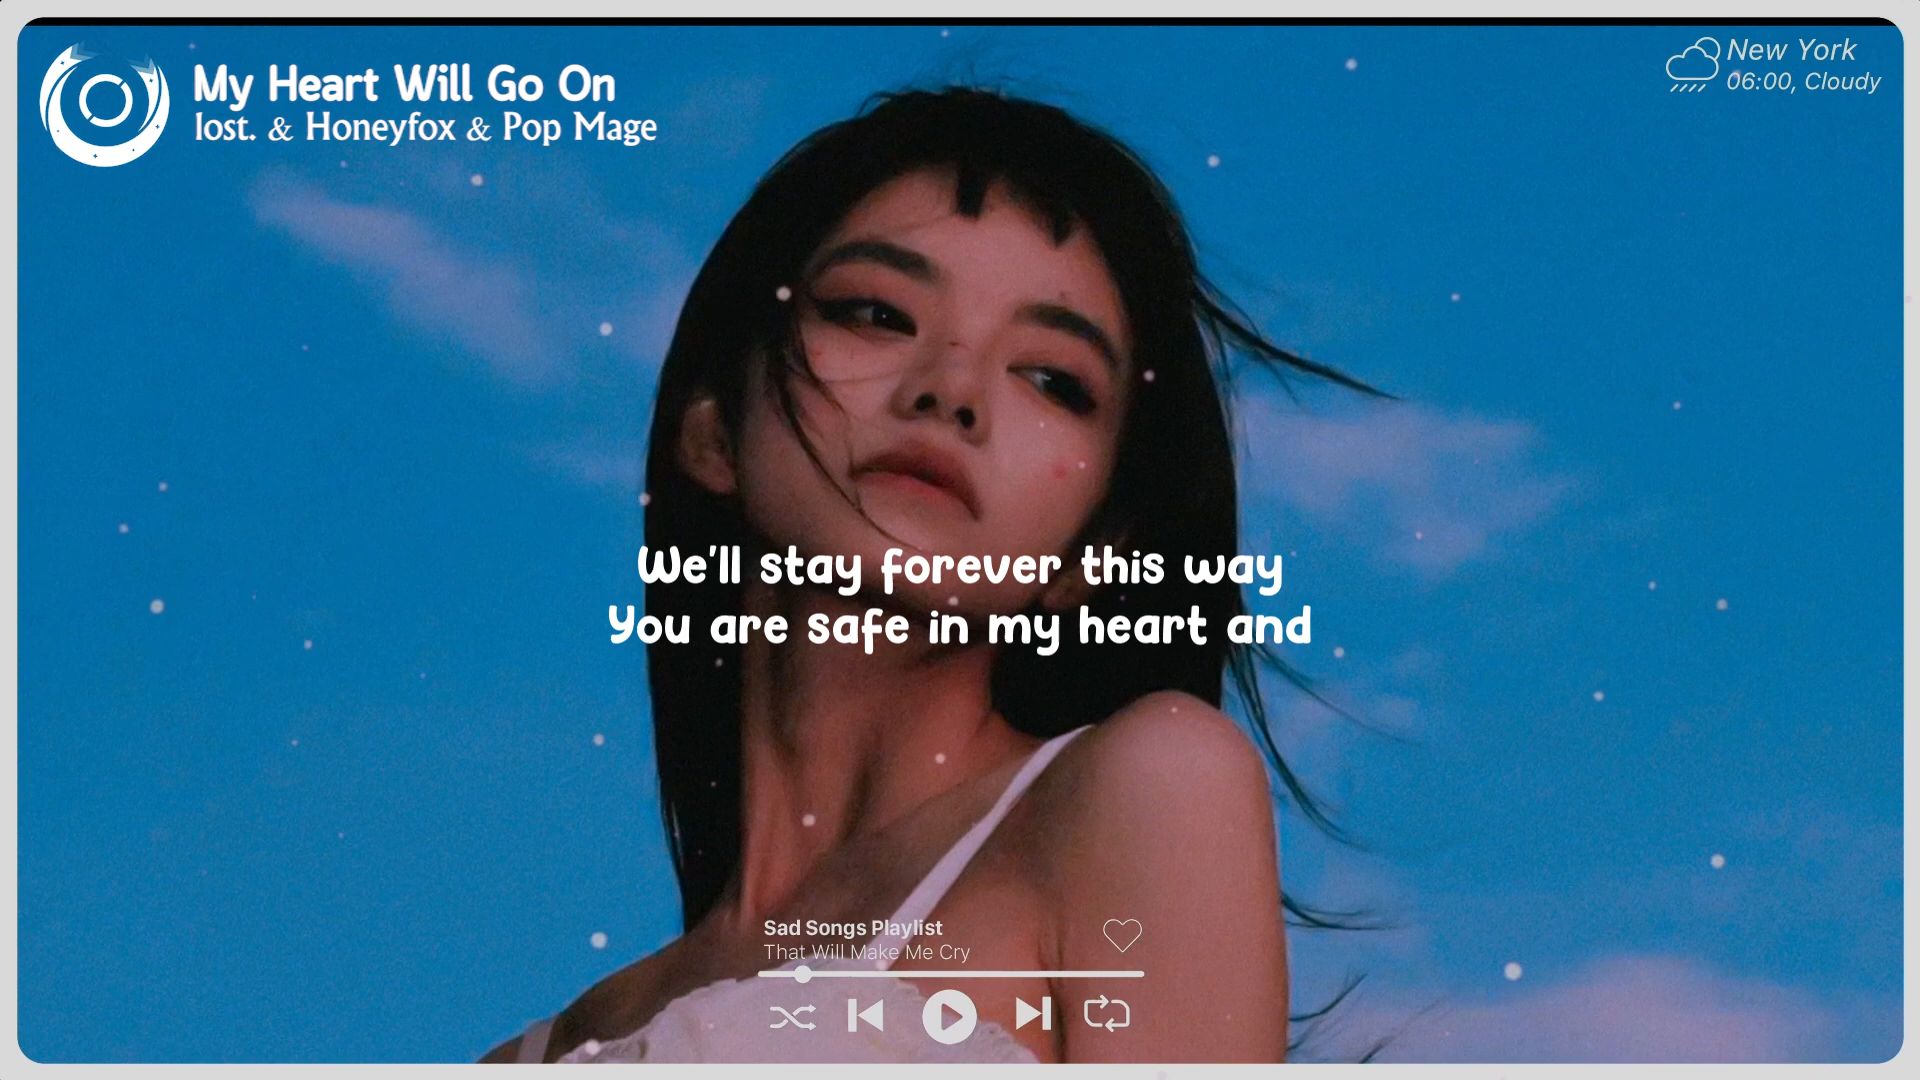 My Heart Will Go On
lost. & Honeyfox & Pop Mage
New York
06:00, Cloudy
We'll stay forever this way
You are safe in my heart and
Sad Songs Playlist
That Will Make Me Cry